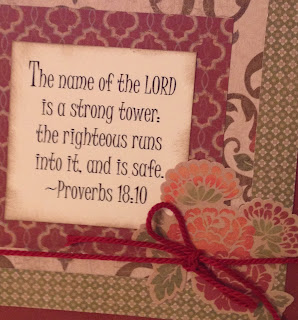 The name of the LORD
is a strong tower;
the righteous runs
into it, and is safe.
~Proverbs 18:10